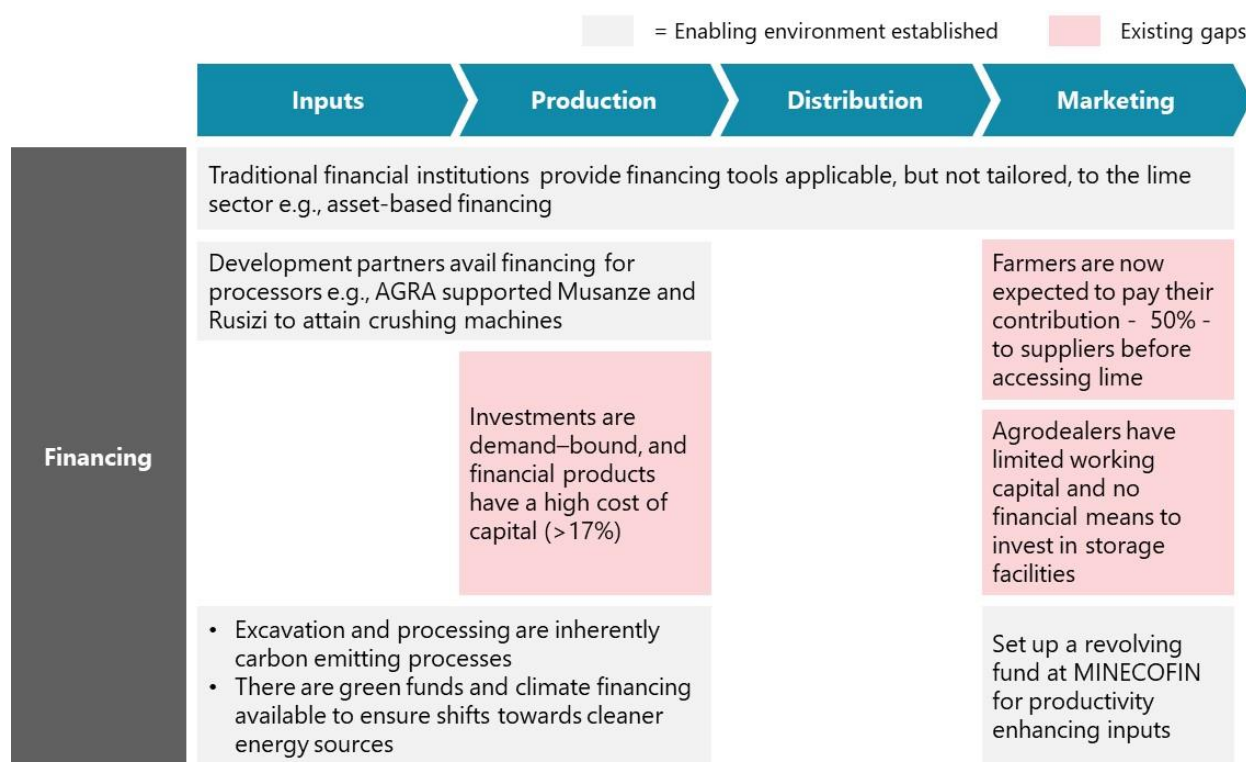 = Enabling environment established
Existing gaps
Inputs
Production
Distribution
Marketing
Financing
Traditional financial institutions provide financing tools applicable, but not tailored, to the lime
sector e.g., asset-based financing
Development partners avail financing for
processors e.g., AGRA supported Musanze and
Rusizi to attain crushing machines
Farmers are now
expected to pay their
contribution - 50% -
to suppliers before
accessing lime
Investments are
demand–bound, and
financial products
have a high cost of
capital (>17%)
Agrodealers have
limited working
capital and no
financial means to
invest in storage
facilities
• Excavation and processing are inherently
carbon emitting processes
• There are green funds and climate financing
available to ensure shifts towards cleaner
energy sources
Set up a revolving
fund at MINECOFIN
for productivity
enhancing inputs